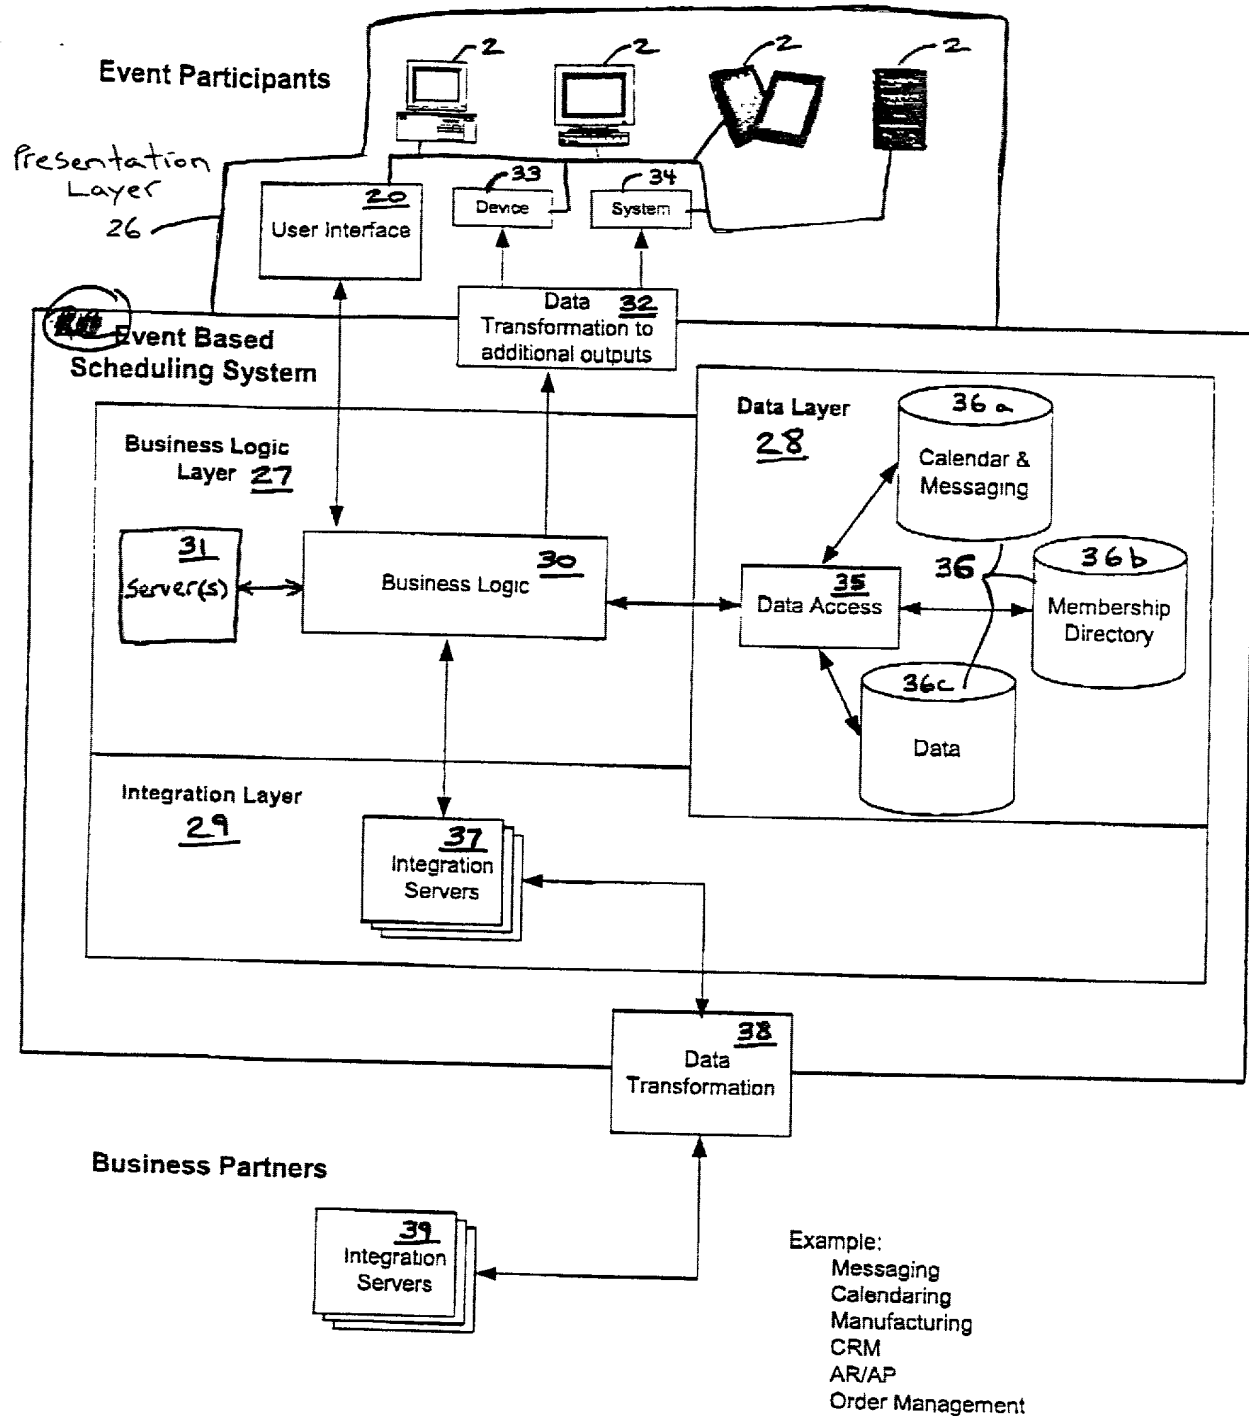 2
2
2
2
Event Participants
Presentation
Layer
26
20
User Interface
33
Device
34
System
32
Data
Transformation to
additional outputs
Event Based
Scheduling System
Business Logic
Layer 27
31
Server(s)
30
Business Logic
Data Layer
28
36a
Calendar &
Messaging
36
36b
Membership
Directory
35
Data Access
36c
Data
Integration Layer
29
37
Integration
Servers
38
Data
Transformation
Business Partners
39
Integration
Servers
Example:
Messaging
Calendaring
Manufacturing
CRM
AR/AP
Order Management